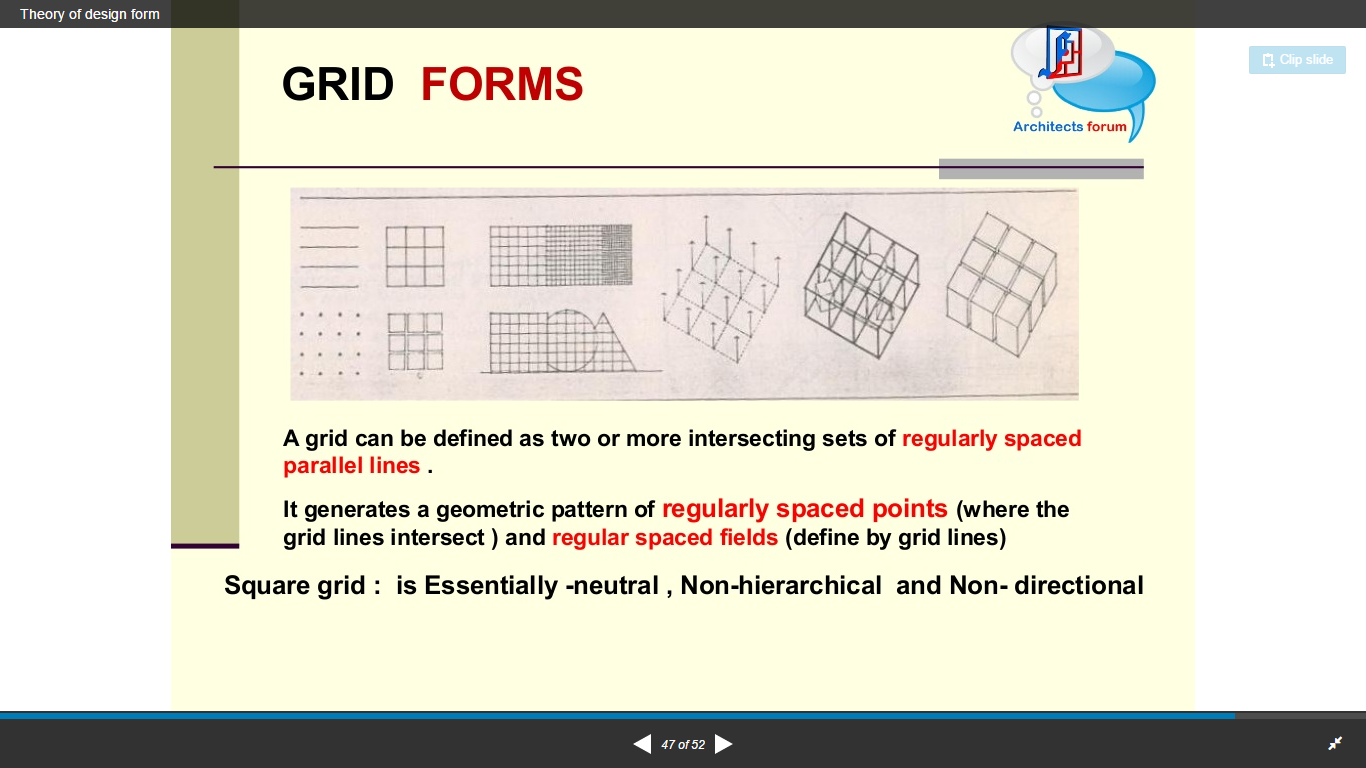 Theory of design form
GRID FORMS
Architects forum
Clip slide
A grid can be defined as two or more intersecting sets of regularly spaced
parallel lines .
It generates a geometric pattern of regularly spaced points (where the
grid lines intersect ) and regular spaced fields (define by grid lines)
Square grid : is Essentially -neutral , Non-hierarchical and Non- directional
47 of 52